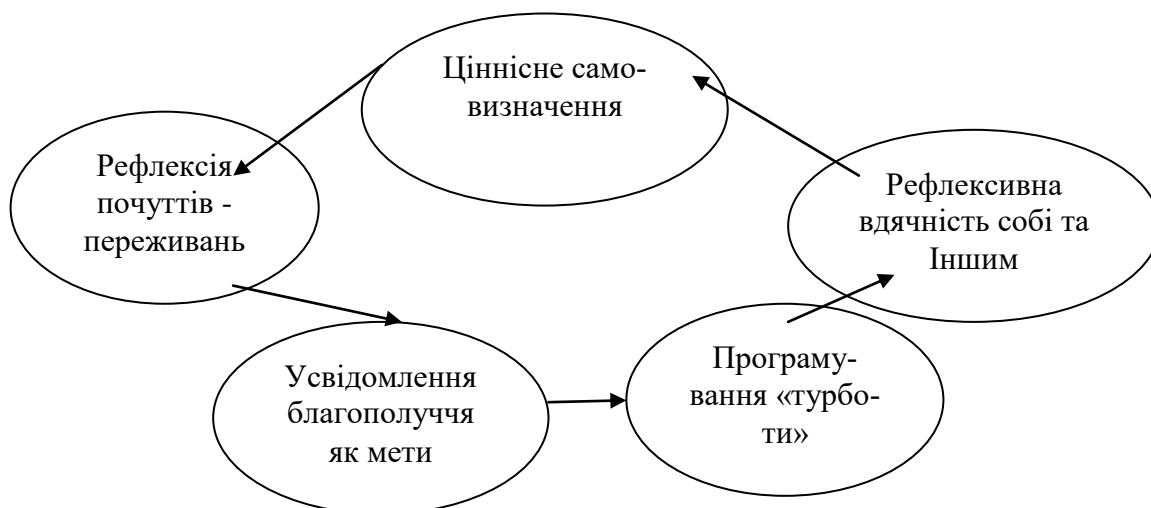 Ціннісне само-
визначення
Рефлексія
почуттів -
переживань
Рефлексивна
вдячність собі та
Іншим
Усвідомлення
благополуччя
як мети
Програму-
вання «турбо-
ти»